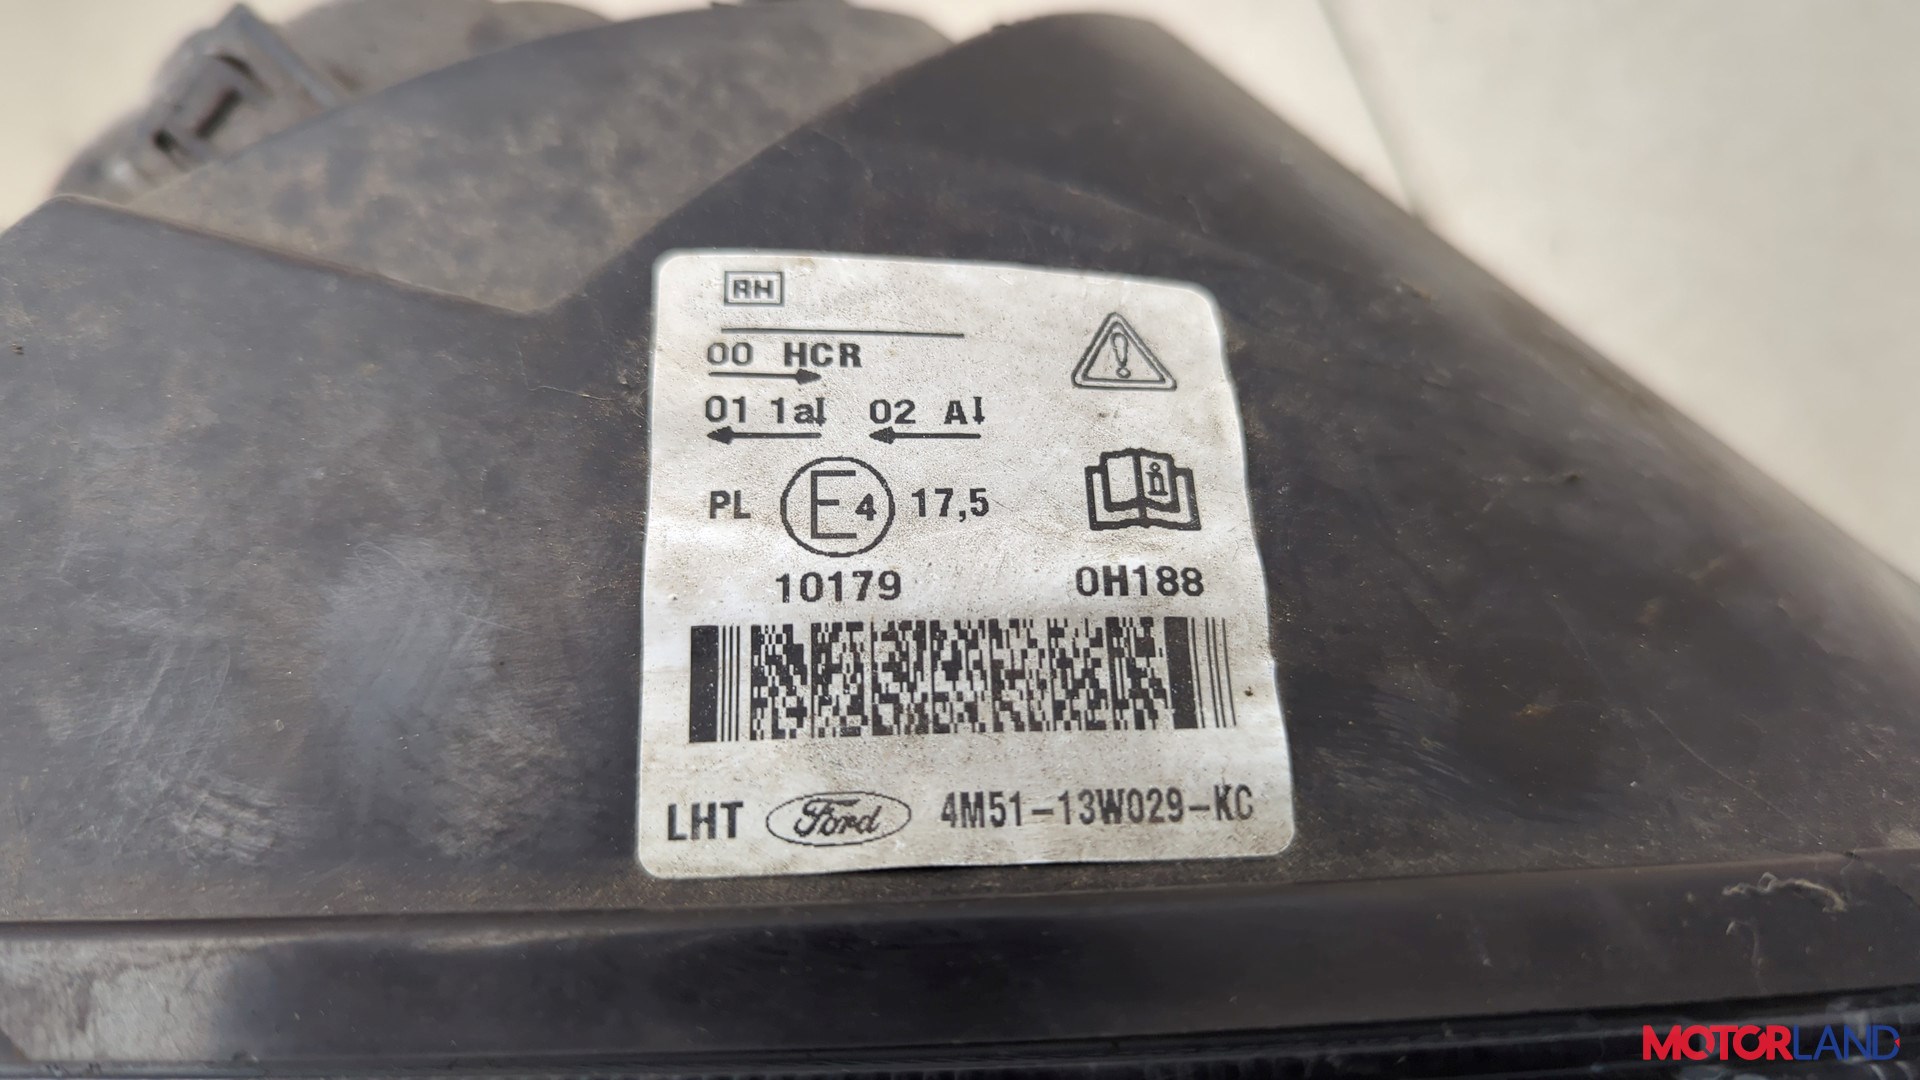 RH
00 HCR
01 1a 02 A
PL E4 17,5
10179 0H188
LHT Ford 4M51-13W029-KC
MOTORLAND